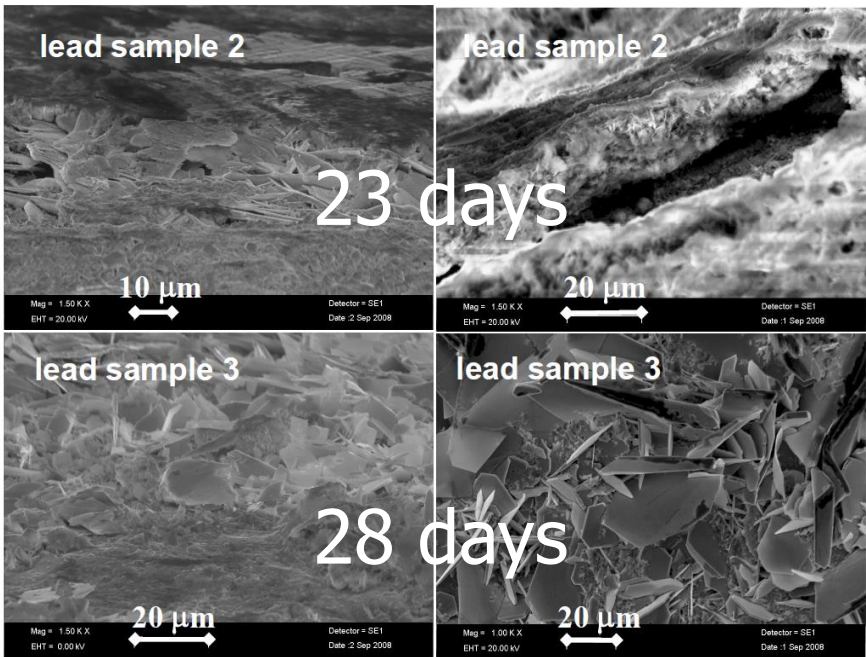 lead sample 2
10 µm
Mag = 1.50 K X
Detector = SE1
EHT = 20.00 kV
Date :2 Sep 2008
lead sample 2
20 µm
Mag = 1.50 K X
Detector = SE1
EHT = 20.00 kV
Date :1 Sep 2008
23 days
lead sample 3
20 µm
Mag = 1.50 K X
Detector = SE1
EHT = 0.00 kV
Date :2 Sep 2008
lead sample 3
20 µm
Mag = 1.00 K X
Detector = SE1
EHT = 20.00 kV
Date :1 Sep 2008
28 days